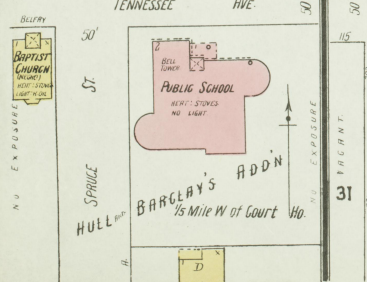 TENNESSEE AVE.
BELFRY
50'
50
50
115
BAPTIST
CHURCH
HEAT: STOVES
LIGHT: K. OIL
NO EXPOSURE
SPRUCE ST.
2
BELL
TOWER
PUBLIC SCHOOL
HEAT: STOVES
NO LIGHT
HULL AND BARCLAY'S ADD'N
1/5 Mile W of Court Ho.
NO EXPOSURE
VACANT.
31
D